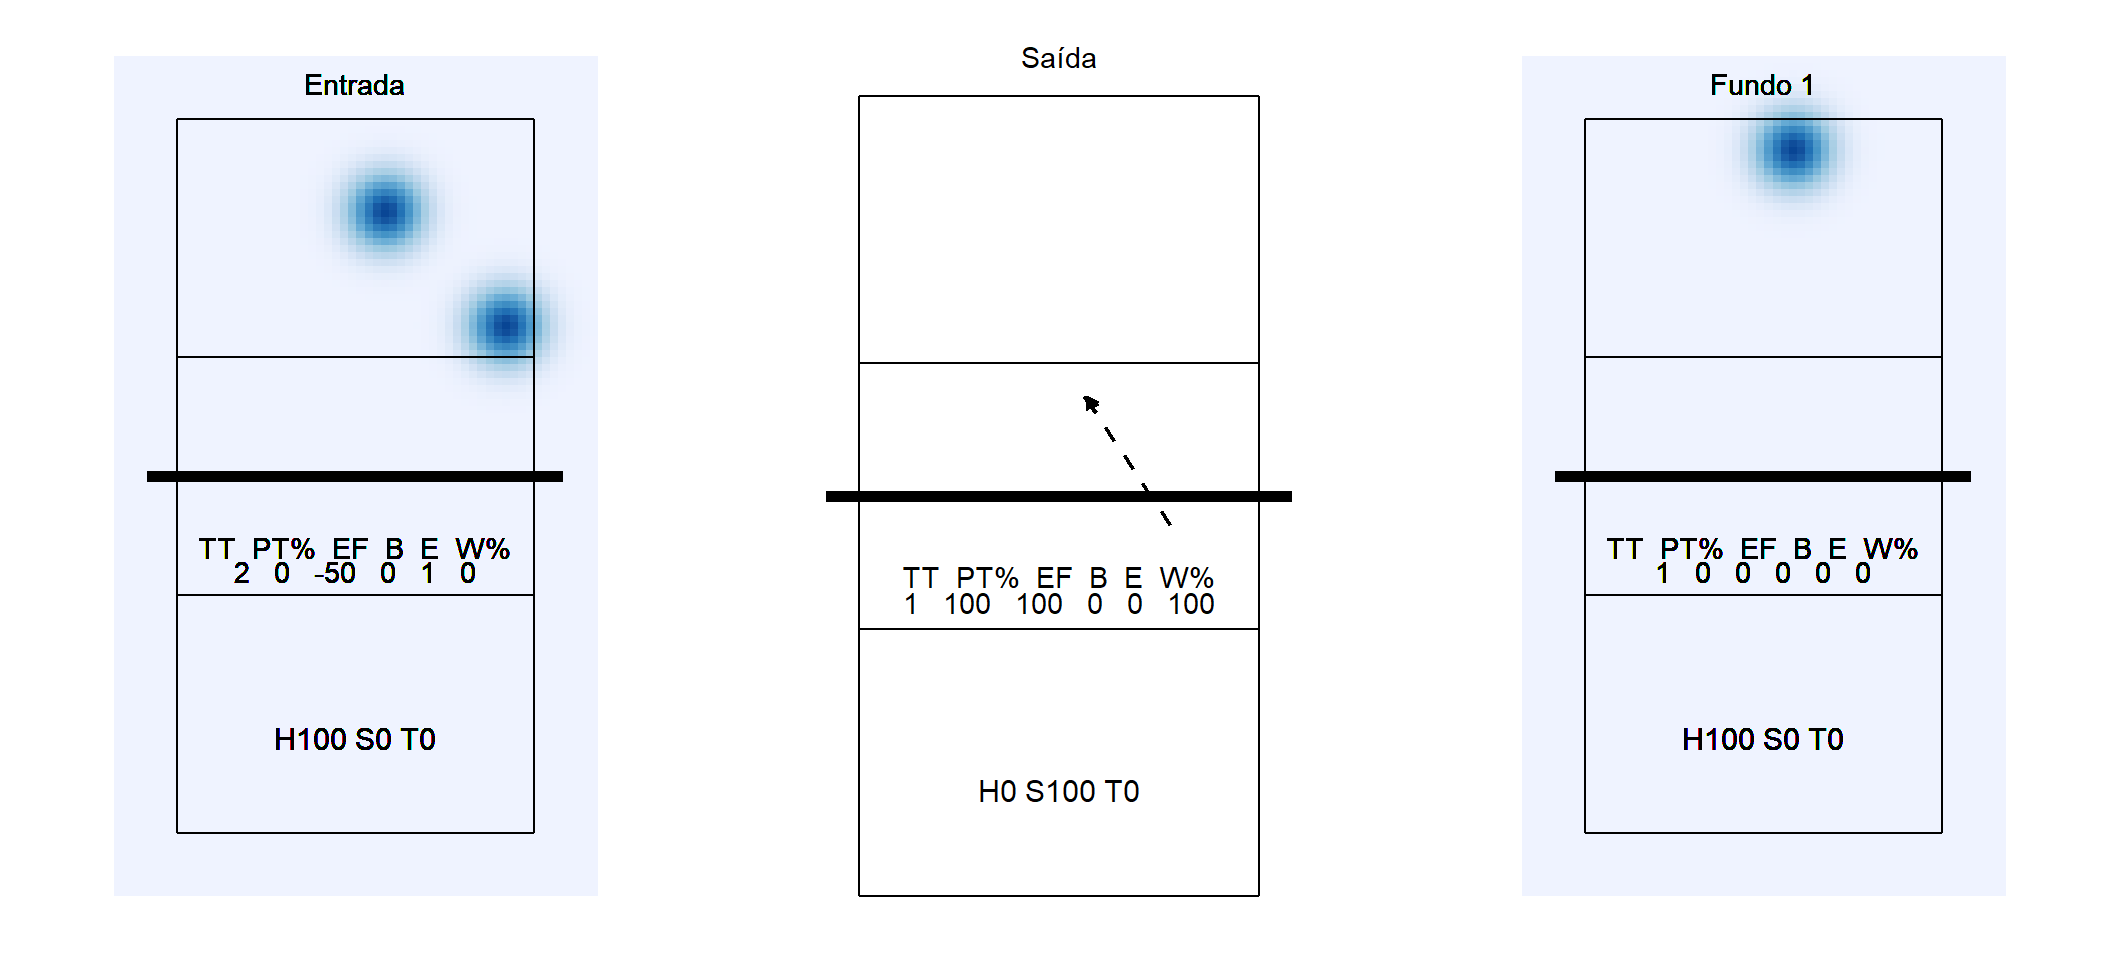 Entrada
TT PT% EF B E W%
2 0 -50 0 1 0
H100 S0 T0
Saída
TT PT% EF B E W%
1 100 100 0 0 100
H0 S100 T0
Fundo 1
TT PT% EF B E W%
1 0 0 0 0 0
H100 S0 T0